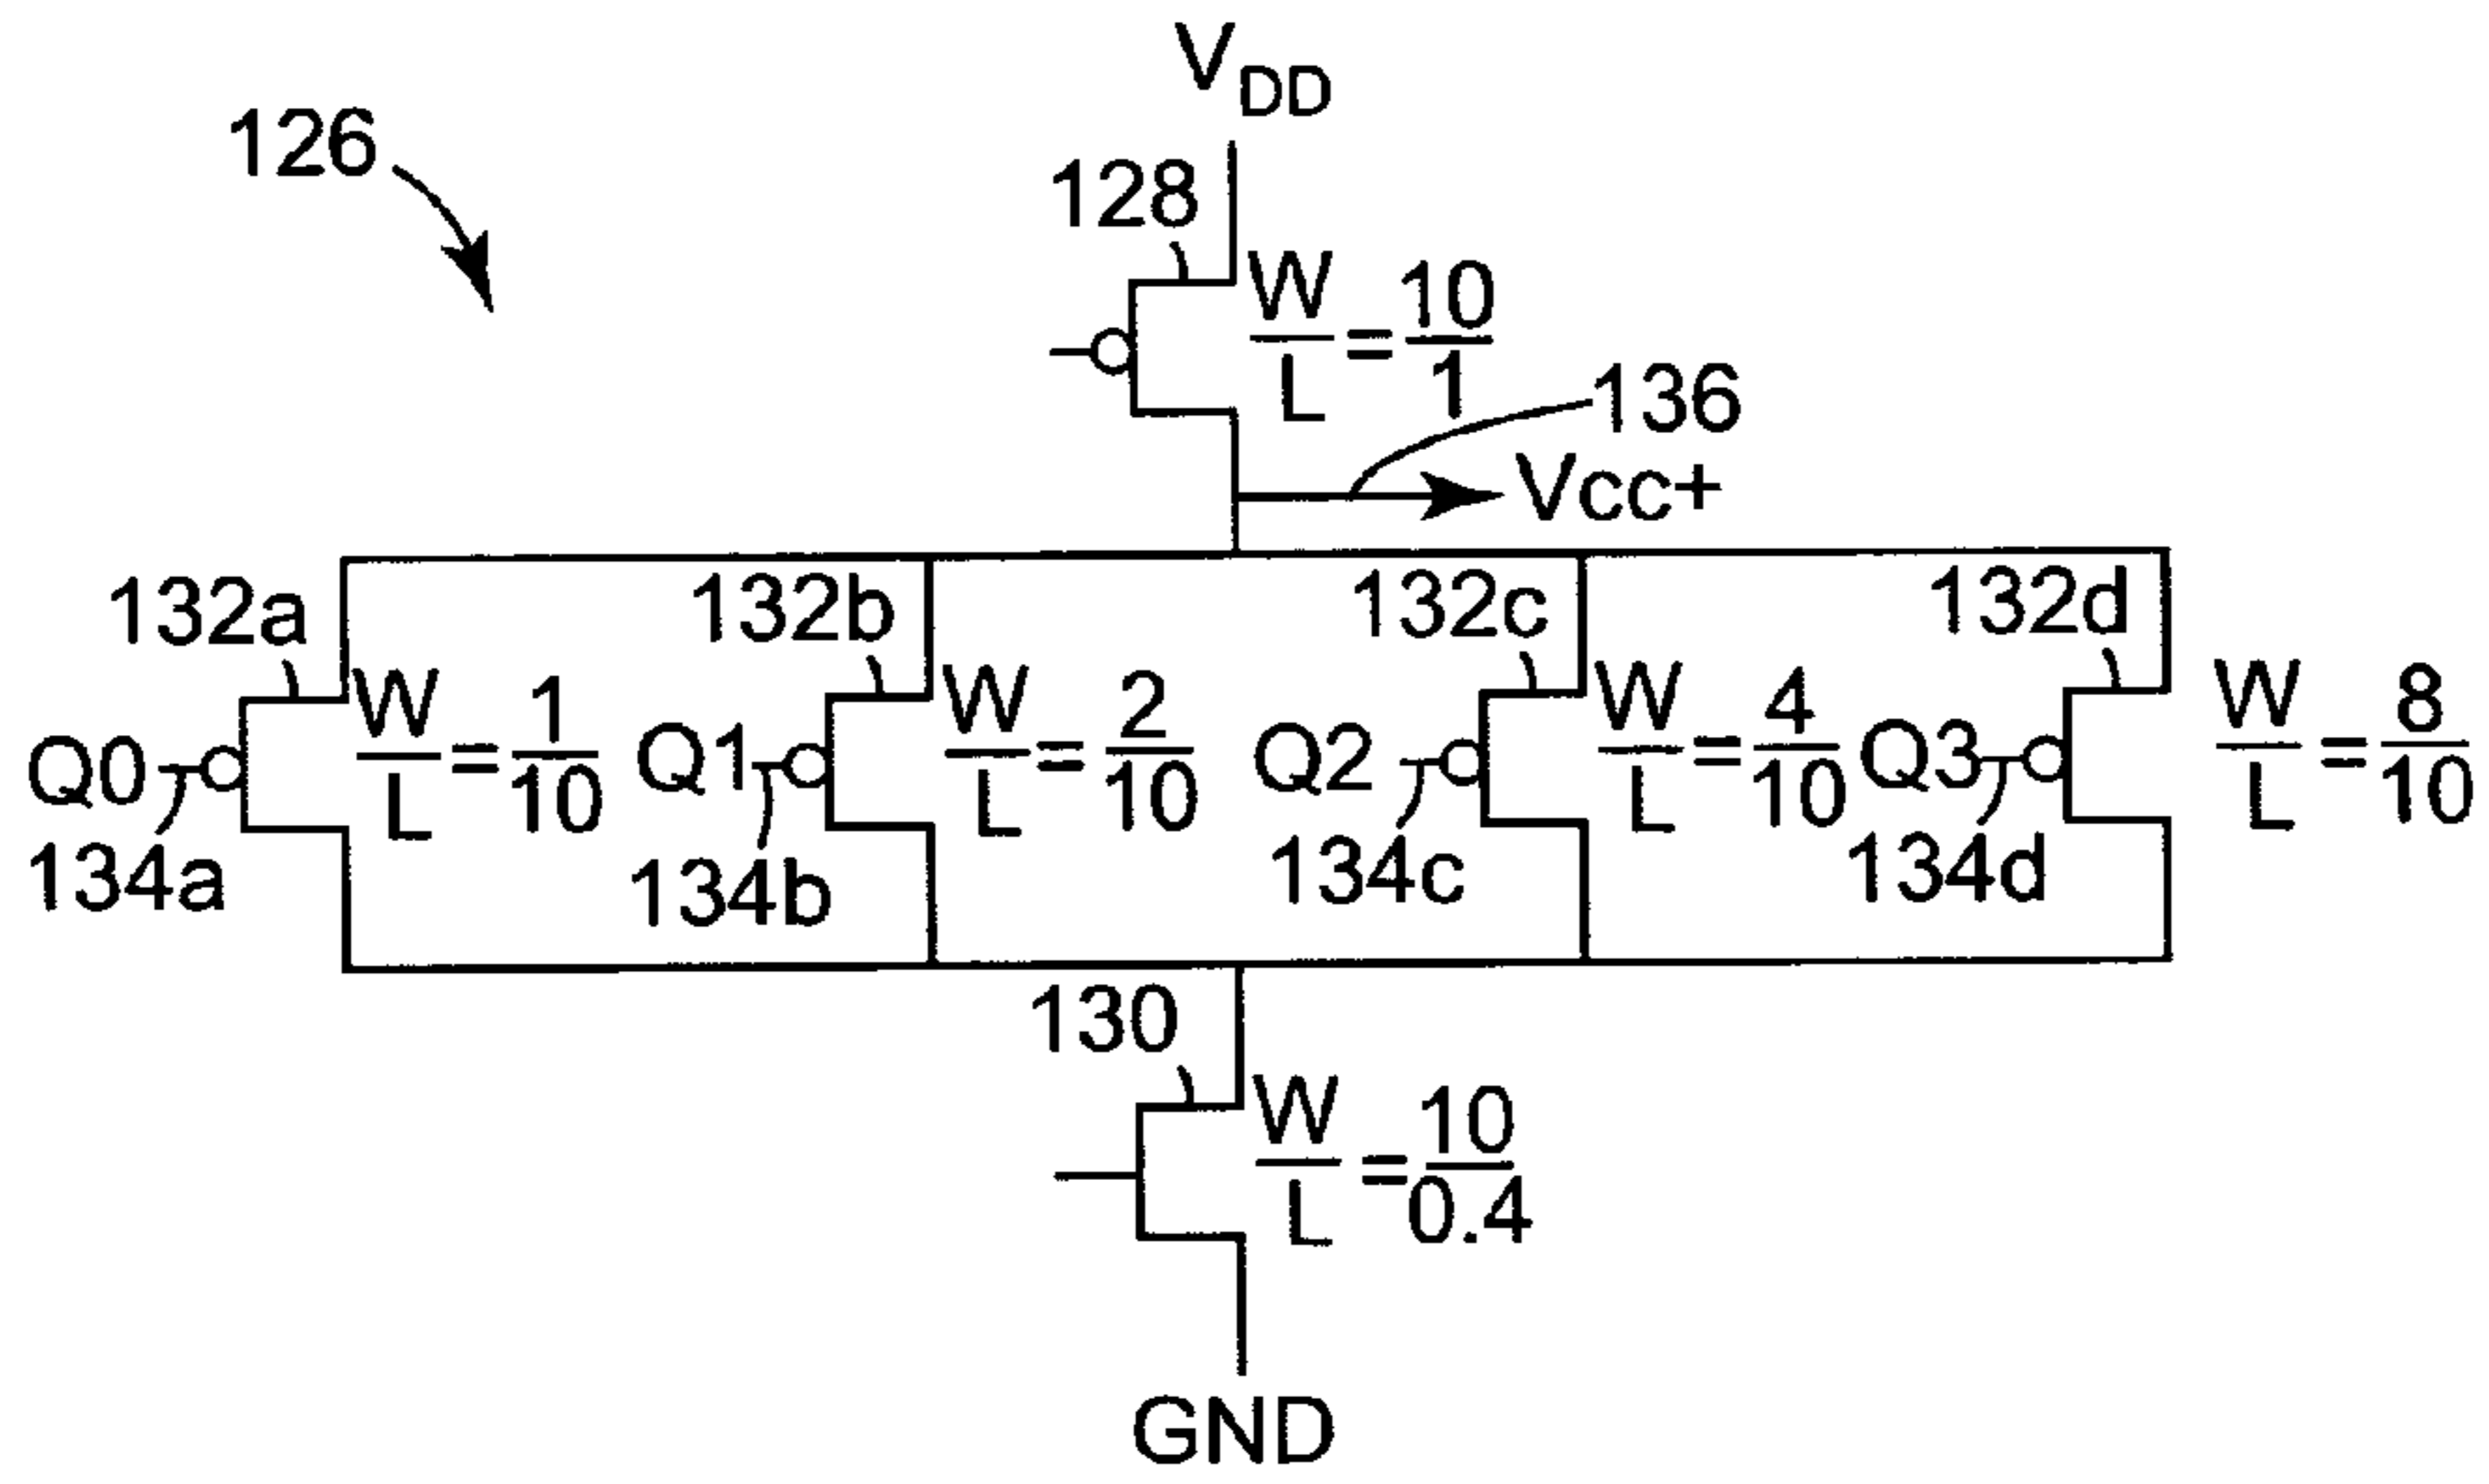 V_DD
126
128
W/L = 10/1
136
Vcc+
132a
132b
132c
132d
Q0
W/L = 1/10
Q1
W/L = 2/10
Q2
W/L = 4/10
Q3
W/L = 8/10
134a
134b
134c
134d
130
W/L = 10/0.4
GND